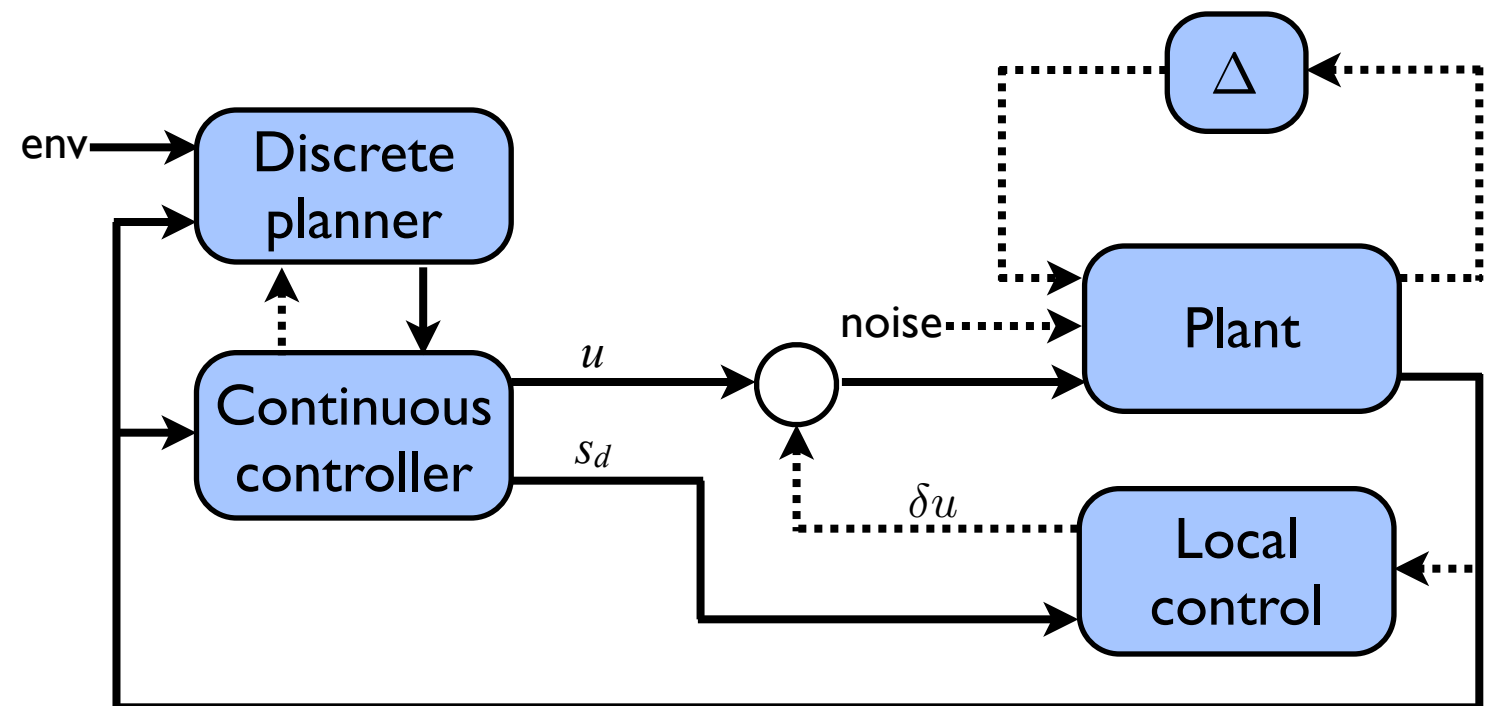 Δ
env
Discrete
planner
noise
Plant
u
Continuous
controller
s_d
δu
Local
control